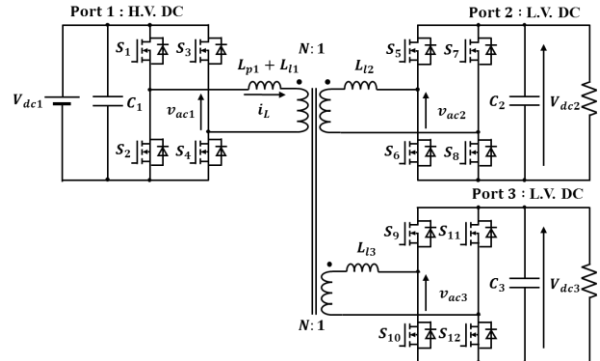 Port 1 : H.V. DC
Port 2 : L.V. DC
S1
S3
N: 1
S5
S7
Lp1 + Ll1
Ll2
Vdc1
C1
vac1
iL
vac2
C2
Vdc2
S2
S4
S6
S8
Port 3 : L.V. DC
S9
S11
Ll3
vac3
C3
Vdc3
N: 1
S10
S12